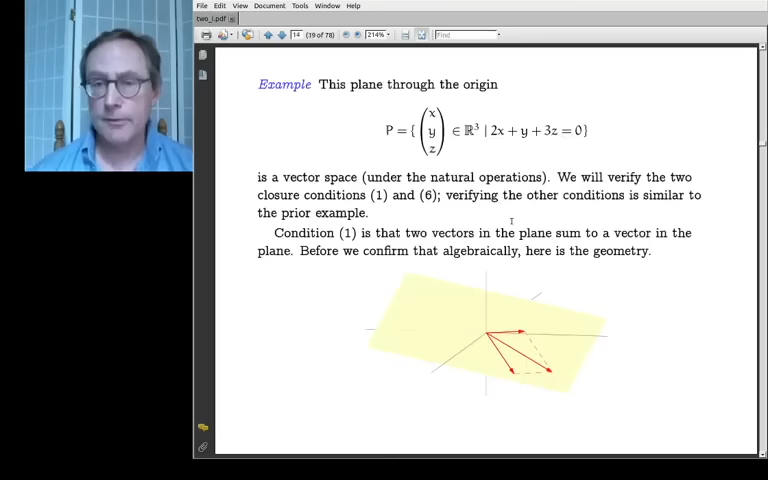 File Edit View Document Tools Window Help
two_i.pdf
14 (39 of 78) 214% Find
Example This plane through the origin
P = { ( x y z ) ∈ ℝ³ | 2x + y + 3z = 0 }
is a vector space (under the natural operations). We will verify the two
closure conditions (1) and (6); verifying the other conditions is similar to
the prior example.
Condition (1) is that two vectors in the plane sum to a vector in the
plane. Before we confirm that algebraically, here is the geometry.